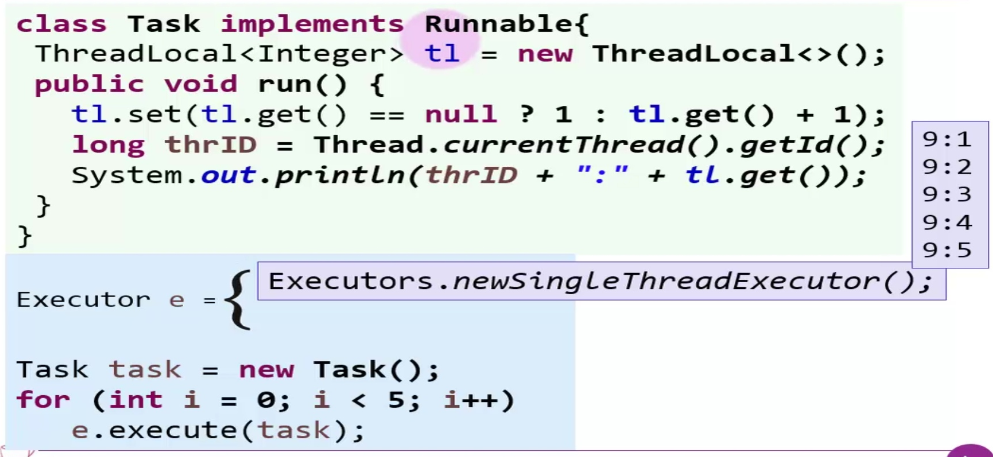 class Task implements Runnable{
ThreadLocal<Integer> tl = new ThreadLocal<>();
public void run() {
tl.set(tl.get() == null ? 1 : tl.get() + 1);
long thrID = Thread.currentThread().getId();
System.out.println(thrID + ":" + tl.get());
}
}
9:1
9:2
9:3
9:4
9:5
Executor e = { Executors.newSingleThreadExecutor();
Task task = new Task();
for (int i = 0; i < 5; i++)
e.execute(task);